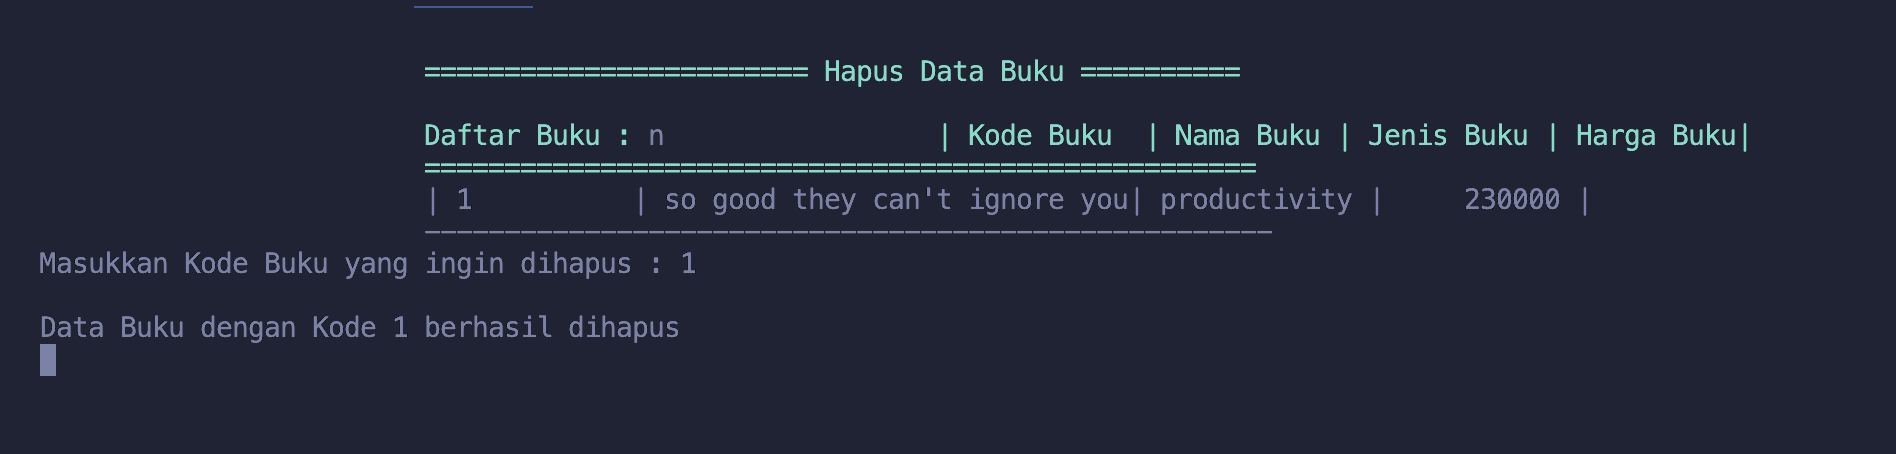 ======================== Hapus Data Buku ==========
Daftar Buku : n | Kode Buku | Nama Buku | Jenis Buku | Harga Buku|
====================================================
| 1 | so good they can't ignore you| productivity | 230000 |
-----------------------------------------------------
Masukkan Kode Buku yang ingin dihapus : 1
Data Buku dengan Kode 1 berhasil dihapus